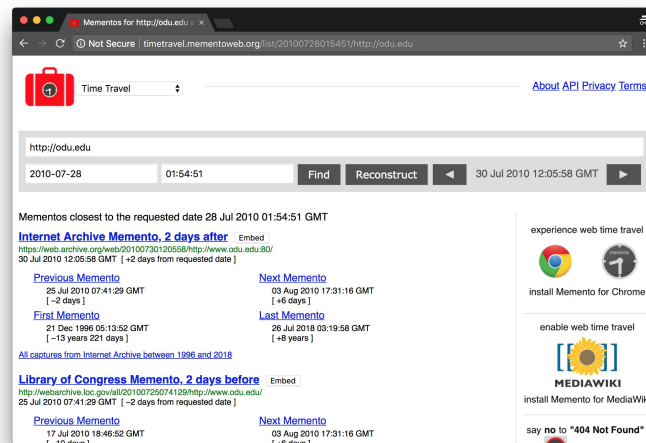 Mementos for http://odu.edu a
Not Secure | timetravel.mementoweb.org/list/20100728015451/http://odu.edu
Time Travel
About API Privacy Terms
http://odu.edu
2010-07-28 01:54:51 Find Reconstruct 30 Jul 2010 12:05:58 GMT
Mementos closest to the requested date 28 Jul 2010 01:54:51 GMT
Internet Archive Memento, 2 days after Embed
https://web.archive.org/web/20100730120558/http://www.odu.edu:80/
30 Jul 2010 12:05:58 GMT [ +2 days from requested date ]
Previous Memento Next Memento
25 Jul 2010 07:41:29 GMT 03 Aug 2010 17:31:16 GMT
[ −2 days ] [ +6 days ]
First Memento Last Memento
21 Dec 1996 05:13:52 GMT 26 Jul 2018 03:19:58 GMT
[ −13 years 221 days ] [ +8 years ]
All captures from Internet Archive between 1996 and 2018
Library of Congress Memento, 2 days before Embed
http://webarchive.loc.gov/all/20100725074129/http://www.odu.edu/
25 Jul 2010 07:41:29 GMT [ −2 days from requested date ]
Previous Memento Next Memento
17 Jul 2010 18:46:52 GMT 03 Aug 2010 17:31:16 GMT
[ −10 days ] [ +6 days ]
experience web time travel
install Memento for Chrome
enable web time travel
MEDIAWIKI
install Memento for MediaWik
say no to "404 Not Found"